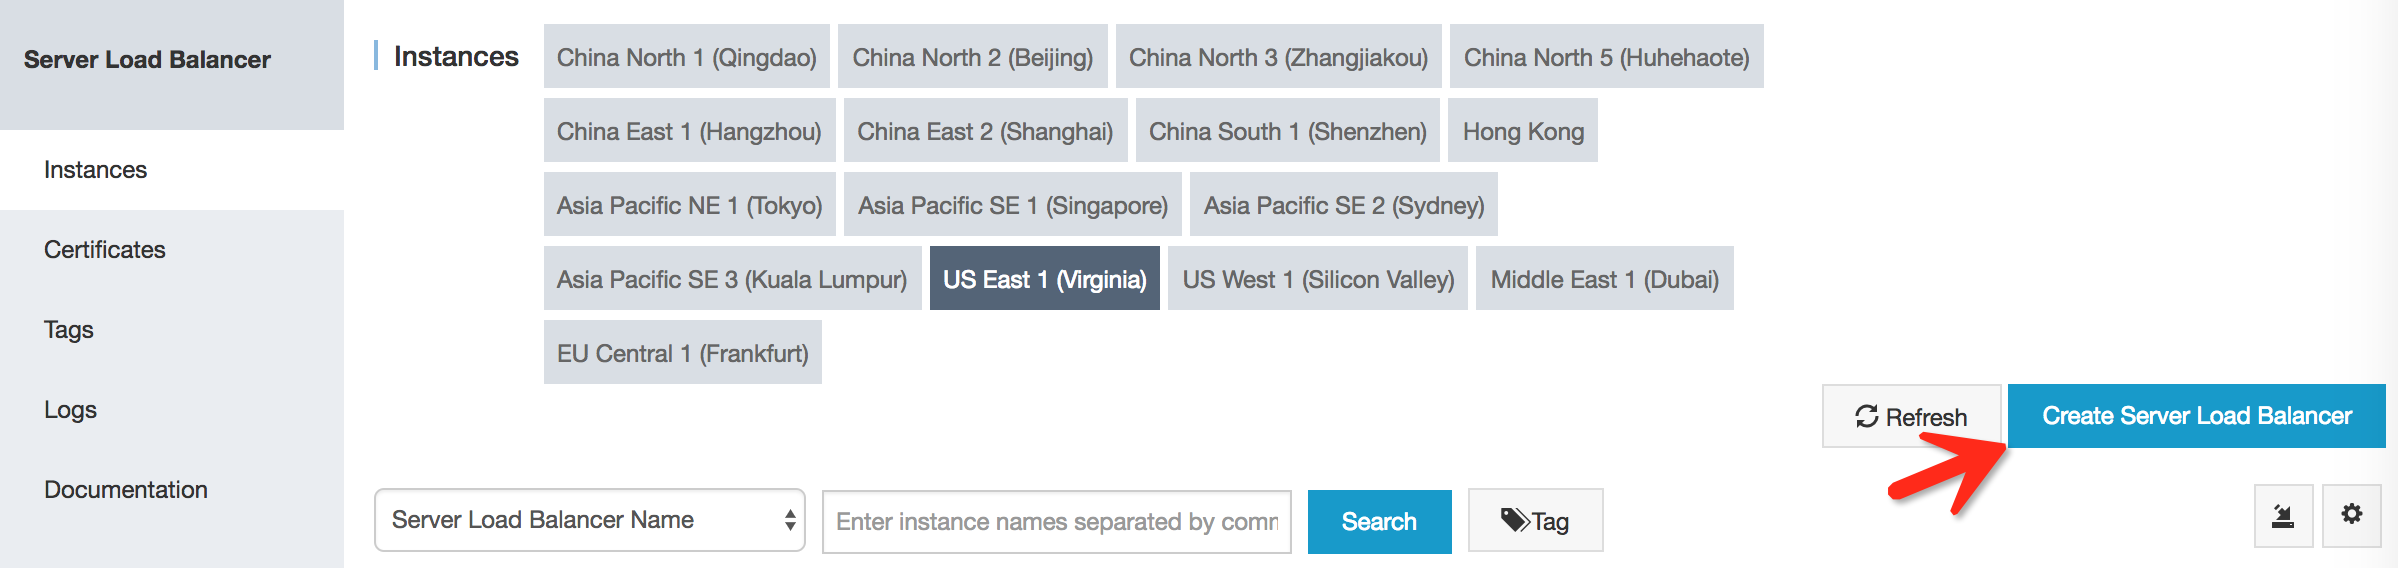 Server Load Balancer
Instances
Certificates
Tags
Logs
Documentation
Instances
China North 1 (Qingdao) China North 2 (Beijing) China North 3 (Zhangjiakou) China North 5 (Huhehaote)
China East 1 (Hangzhou) China East 2 (Shanghai) China South 1 (Shenzhen) Hong Kong
Asia Pacific NE 1 (Tokyo) Asia Pacific SE 1 (Singapore) Asia Pacific SE 2 (Sydney)
Asia Pacific SE 3 (Kuala Lumpur) US East 1 (Virginia) US West 1 (Silicon Valley) Middle East 1 (Dubai)
EU Central 1 (Frankfurt)
Refresh Create Server Load Balancer
Server Load Balancer Name Enter instance names separated by comm Search Tag